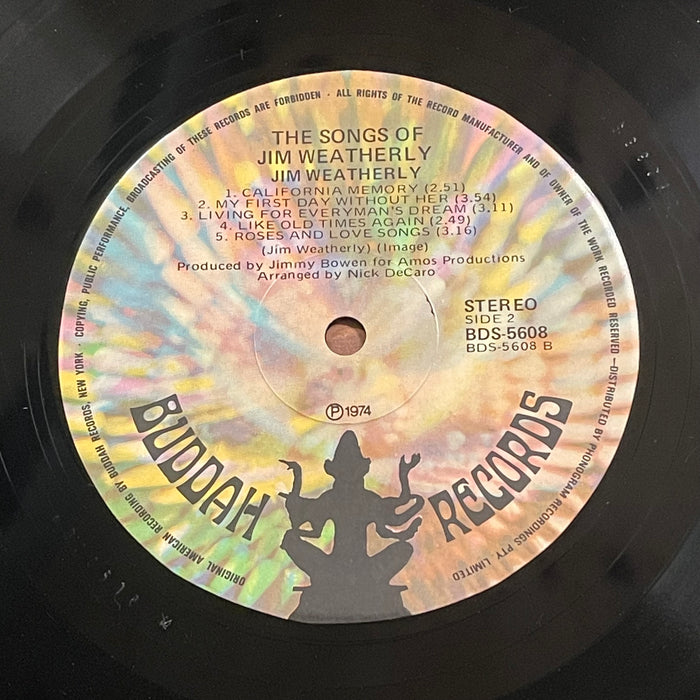 ORIGINAL AMERICAN RECORDING BY BUDDAH RECORDS, NEW YORK · COPYING, PUBLIC PERFORMANCE, BROADCASTING OF THESE RECORDS ARE FORBIDDEN · ALL RIGHTS OF THE RECORD MANUFACTURER AND OF OWNER OF THE WORK RECORDED RESERVED — DISTRIBUTED BY PHONOGRAM RECORDINGS PTY LIMITED
THE SONGS OF
JIM WEATHERLY
JIM WEATHERLY
1. CALIFORNIA MEMORY (2.51)
2. MY FIRST DAY WITHOUT HER (3.54)
3. LIVING FOR EVERYMAN'S DREAM (3.11)
4. LIKE OLD TIMES AGAIN (2.49)
5. ROSES AND LOVE SONGS (3.16)
(Jim Weatherly) (Image)
Produced by Jimmy Bowen for Amos Productions
Arranged by Nick DeCaro
STEREO
SIDE 2
BDS-5608
BDS-5608 B
Ⓟ 1974
BUDDAH RECORDS